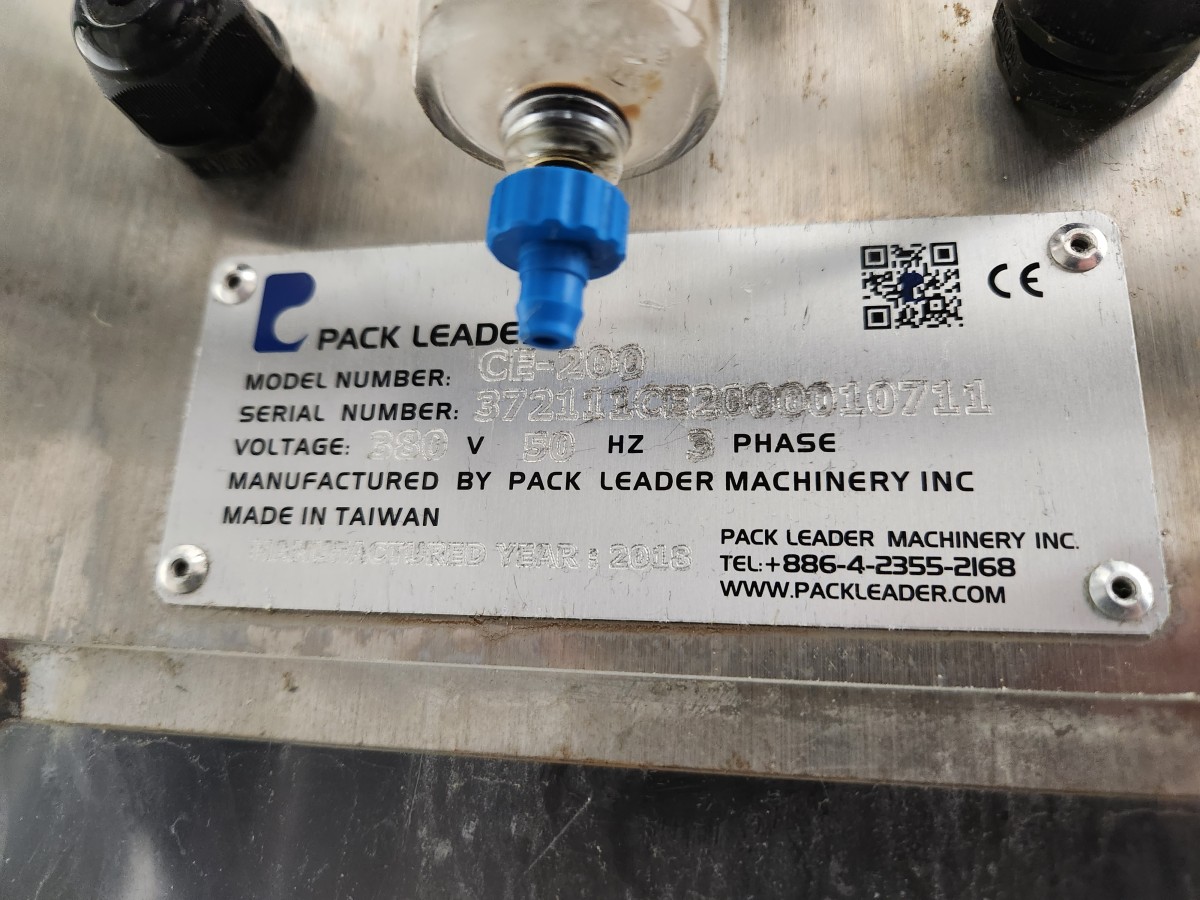 PACK LEADE
CE
MODEL NUMBER: CE-200
SERIAL NUMBER: 372111CE2000010711
VOLTAGE: 380 V 50 HZ 3 PHASE
MANUFACTURED BY PACK LEADER MACHINERY INC
MADE IN TAIWAN
MANUFACTURED YEAR : 2018
PACK LEADER MACHINERY INC.
TEL:+886-4-2355-2168
WWW.PACKLEADER.COM